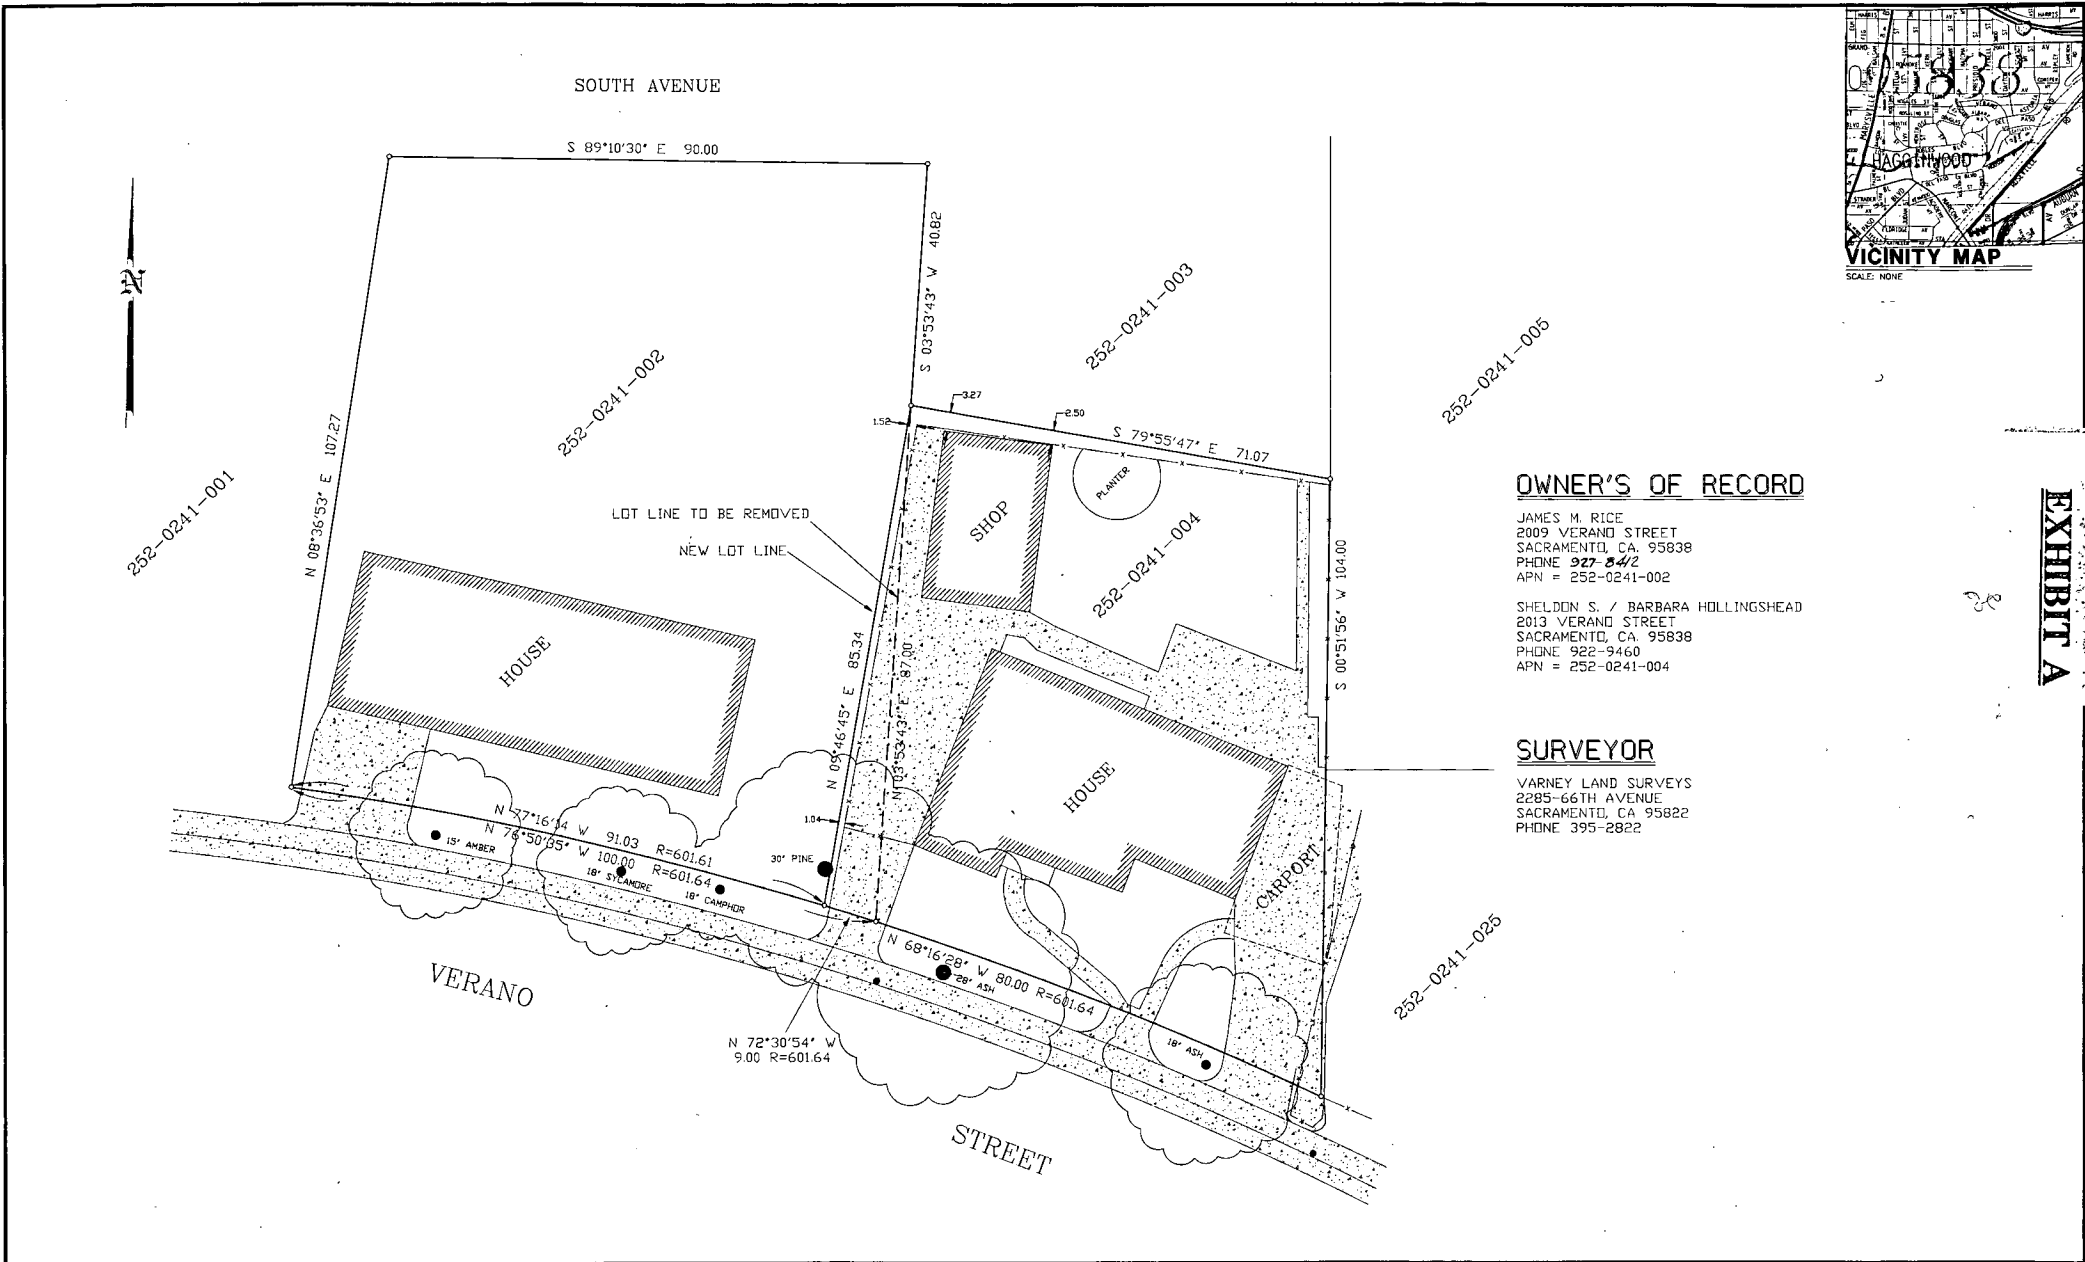 SOUTH AVENUE
S 89°10'30" E 90.00
N 08°36'53" E 107.27
S 03°53'43" W 40.82
252-0241-001
252-0241-002
252-0241-003
252-0241-005
3.27
2.50
1.52
S 79°55'47" E 71.07
PLANTER
SHOP
LOT LINE TO BE REMOVED
NEW LOT LINE
252-0241-004
S 00°51'56" W 104.00
HOUSE
N 09°46'45" E 85.34
N 03°53'43" E 87.00
HOUSE
CARPORT
1.04
N 77°16'14 W 91.03 R=601.61
N 76°50'35" W 100.00 R=601.64
15" AMBER
18" SYCAMORE
18" CAMPHOR
30" PINE
N 68°16'28" W 80.00 R=601.64
28" ASH
18" ASH
N 72°30'54" W
9.00 R=601.64
252-0241-025
VERANO
STREET
HAGGINWOOD
VICINITY MAP
SCALE: NONE
OWNER'S OF RECORD
JAMES M. RICE
2009 VERANO STREET
SACRAMENTO, CA. 95838
PHONE 927-8412
APN = 252-0241-002
SHELDON S. / BARBARA HOLLINGSHEAD
2013 VERANO STREET
SACRAMENTO, CA. 95838
PHONE 922-9460
APN = 252-0241-004
SURVEYOR
VARNEY LAND SURVEYS
2285-66TH AVENUE
SACRAMENTO, CA 95822
PHONE 395-2822
EXHIBIT A